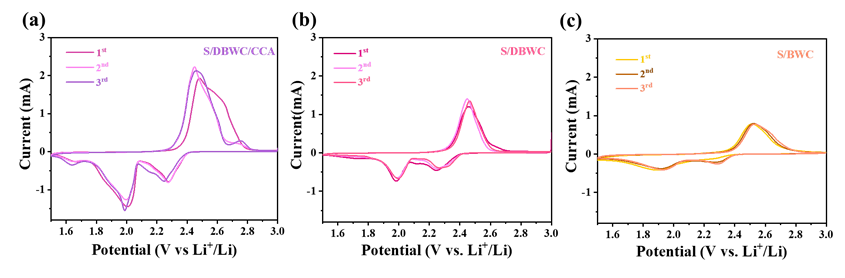 (a)
S/DBWC/CCA
1st
2nd
3rd
Current(mA)
3
2
1
0
-1
1.6 1.8 2.0 2.2 2.4 2.6 2.8 3.0
Potential (V vs Li+/Li)
(b)
S/DBWC
1st
2nd
3rd
Current(mA)
3
2
1
0
-1
1.6 1.8 2.0 2.2 2.4 2.6 2.8 3.0
Potential (V vs. Li+/Li)
(c)
S/BWC
1st
2nd
3rd
Current(mA)
3
2
1
0
-1
1.6 1.8 2.0 2.2 2.4 2.6 2.8 3.0
Potential (V vs. Li+/Li)